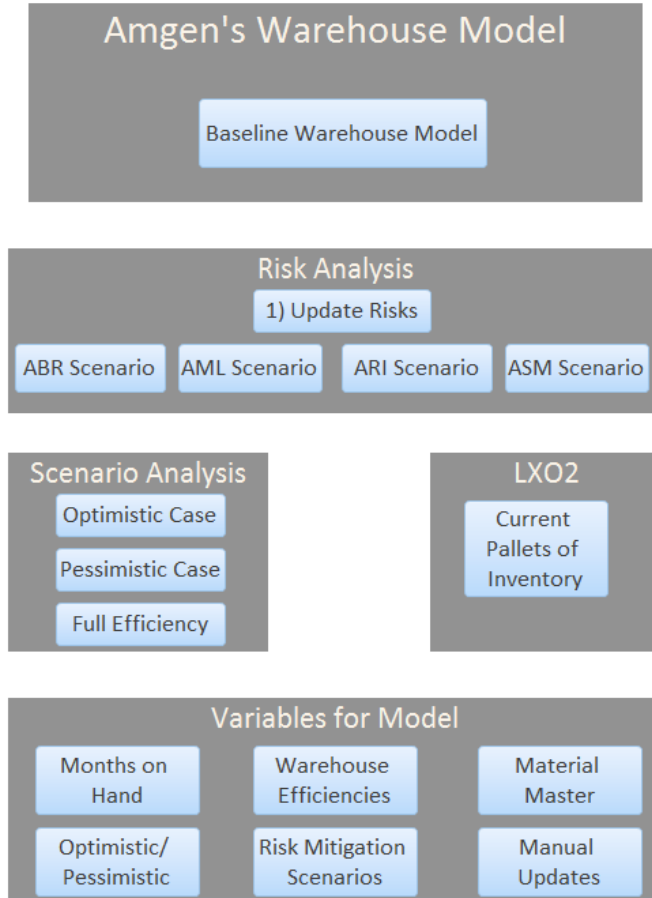 Amgen's Warehouse Model
Baseline Warehouse Model
Risk Analysis
1) Update Risks
ABR Scenario
AML Scenario
ARI Scenario
ASM Scenario
Scenario Analysis
Optimistic Case
Pessimistic Case
Full Efficiency
LXO2
Current
Pallets of
Inventory
Variables for Model
Months on
Hand
Warehouse
Efficiencies
Material
Master
Optimistic/
Pessimistic
Risk Mitigation
Scenarios
Manual
Updates